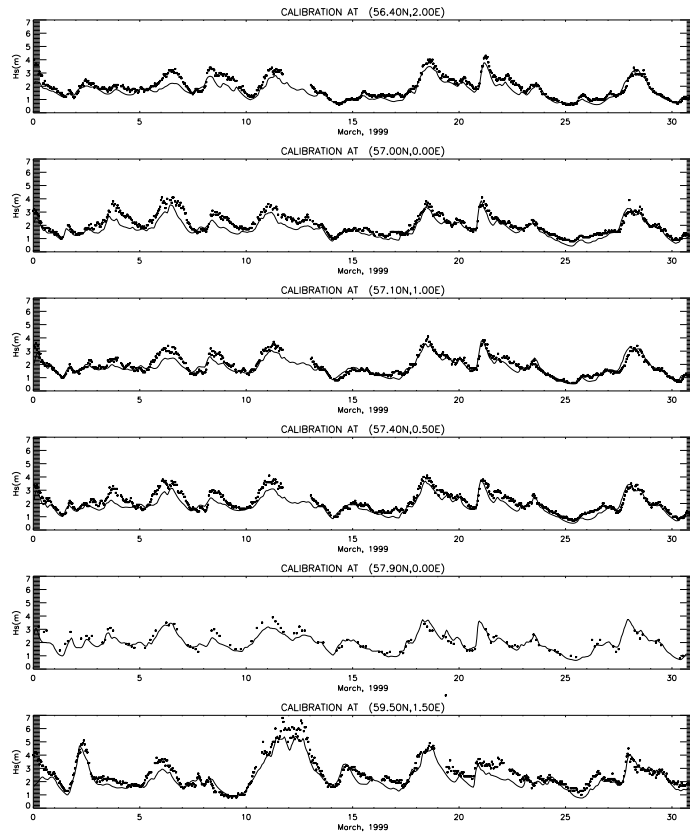 CALIBRATION AT (56.40N,2.00E)
7
6
5
4
3
2
1
0
Hs(m)
0 5 10 15 20 25 30
March, 1999
CALIBRATION AT (57.00N,0.00E)
7
6
5
4
3
2
1
0
Hs(m)
0 5 10 15 20 25 30
March, 1999
CALIBRATION AT (57.10N,1.00E)
7
6
5
4
3
2
1
0
Hs(m)
0 5 10 15 20 25 30
March, 1999
CALIBRATION AT (57.40N,0.50E)
7
6
5
4
3
2
1
0
Hs(m)
0 5 10 15 20 25 30
March, 1999
CALIBRATION AT (57.90N,0.00E)
7
6
5
4
3
2
1
0
Hs(m)
0 5 10 15 20 25 30
March, 1999
CALIBRATION AT (59.50N,1.50E)
7
6
5
4
3
2
1
0
Hs(m)
0 5 10 15 20 25 30
March, 1999